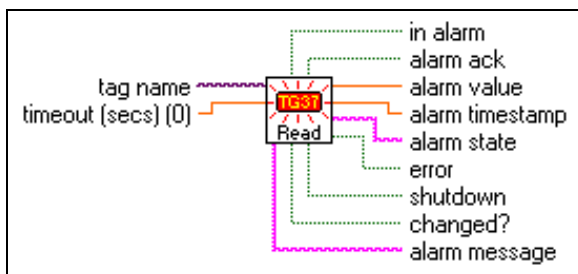 tag name
timeout (secs) (0)
TG37
Read
in alarm
alarm ack
alarm value
alarm timestamp
alarm state
error
shutdown
changed?
alarm message